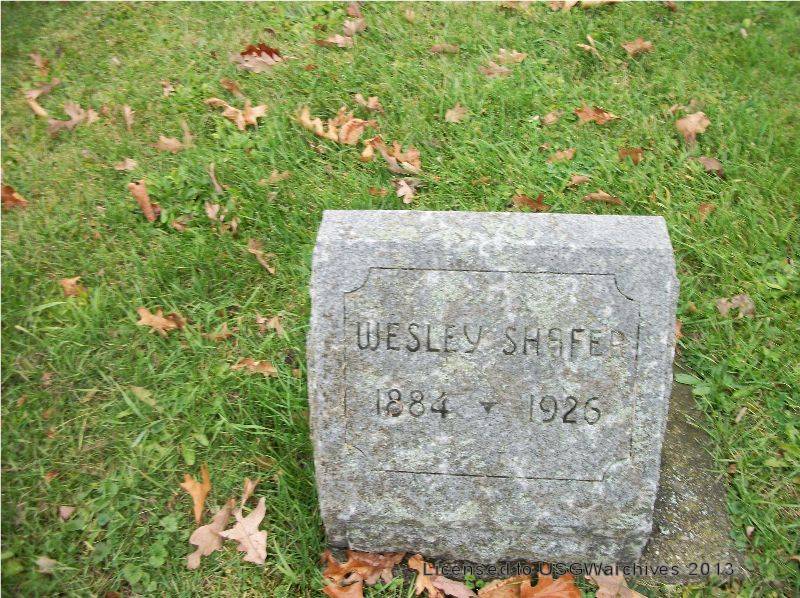 WESLEY SHAFER
1884 1926
Licensed to USGWarchives 2013